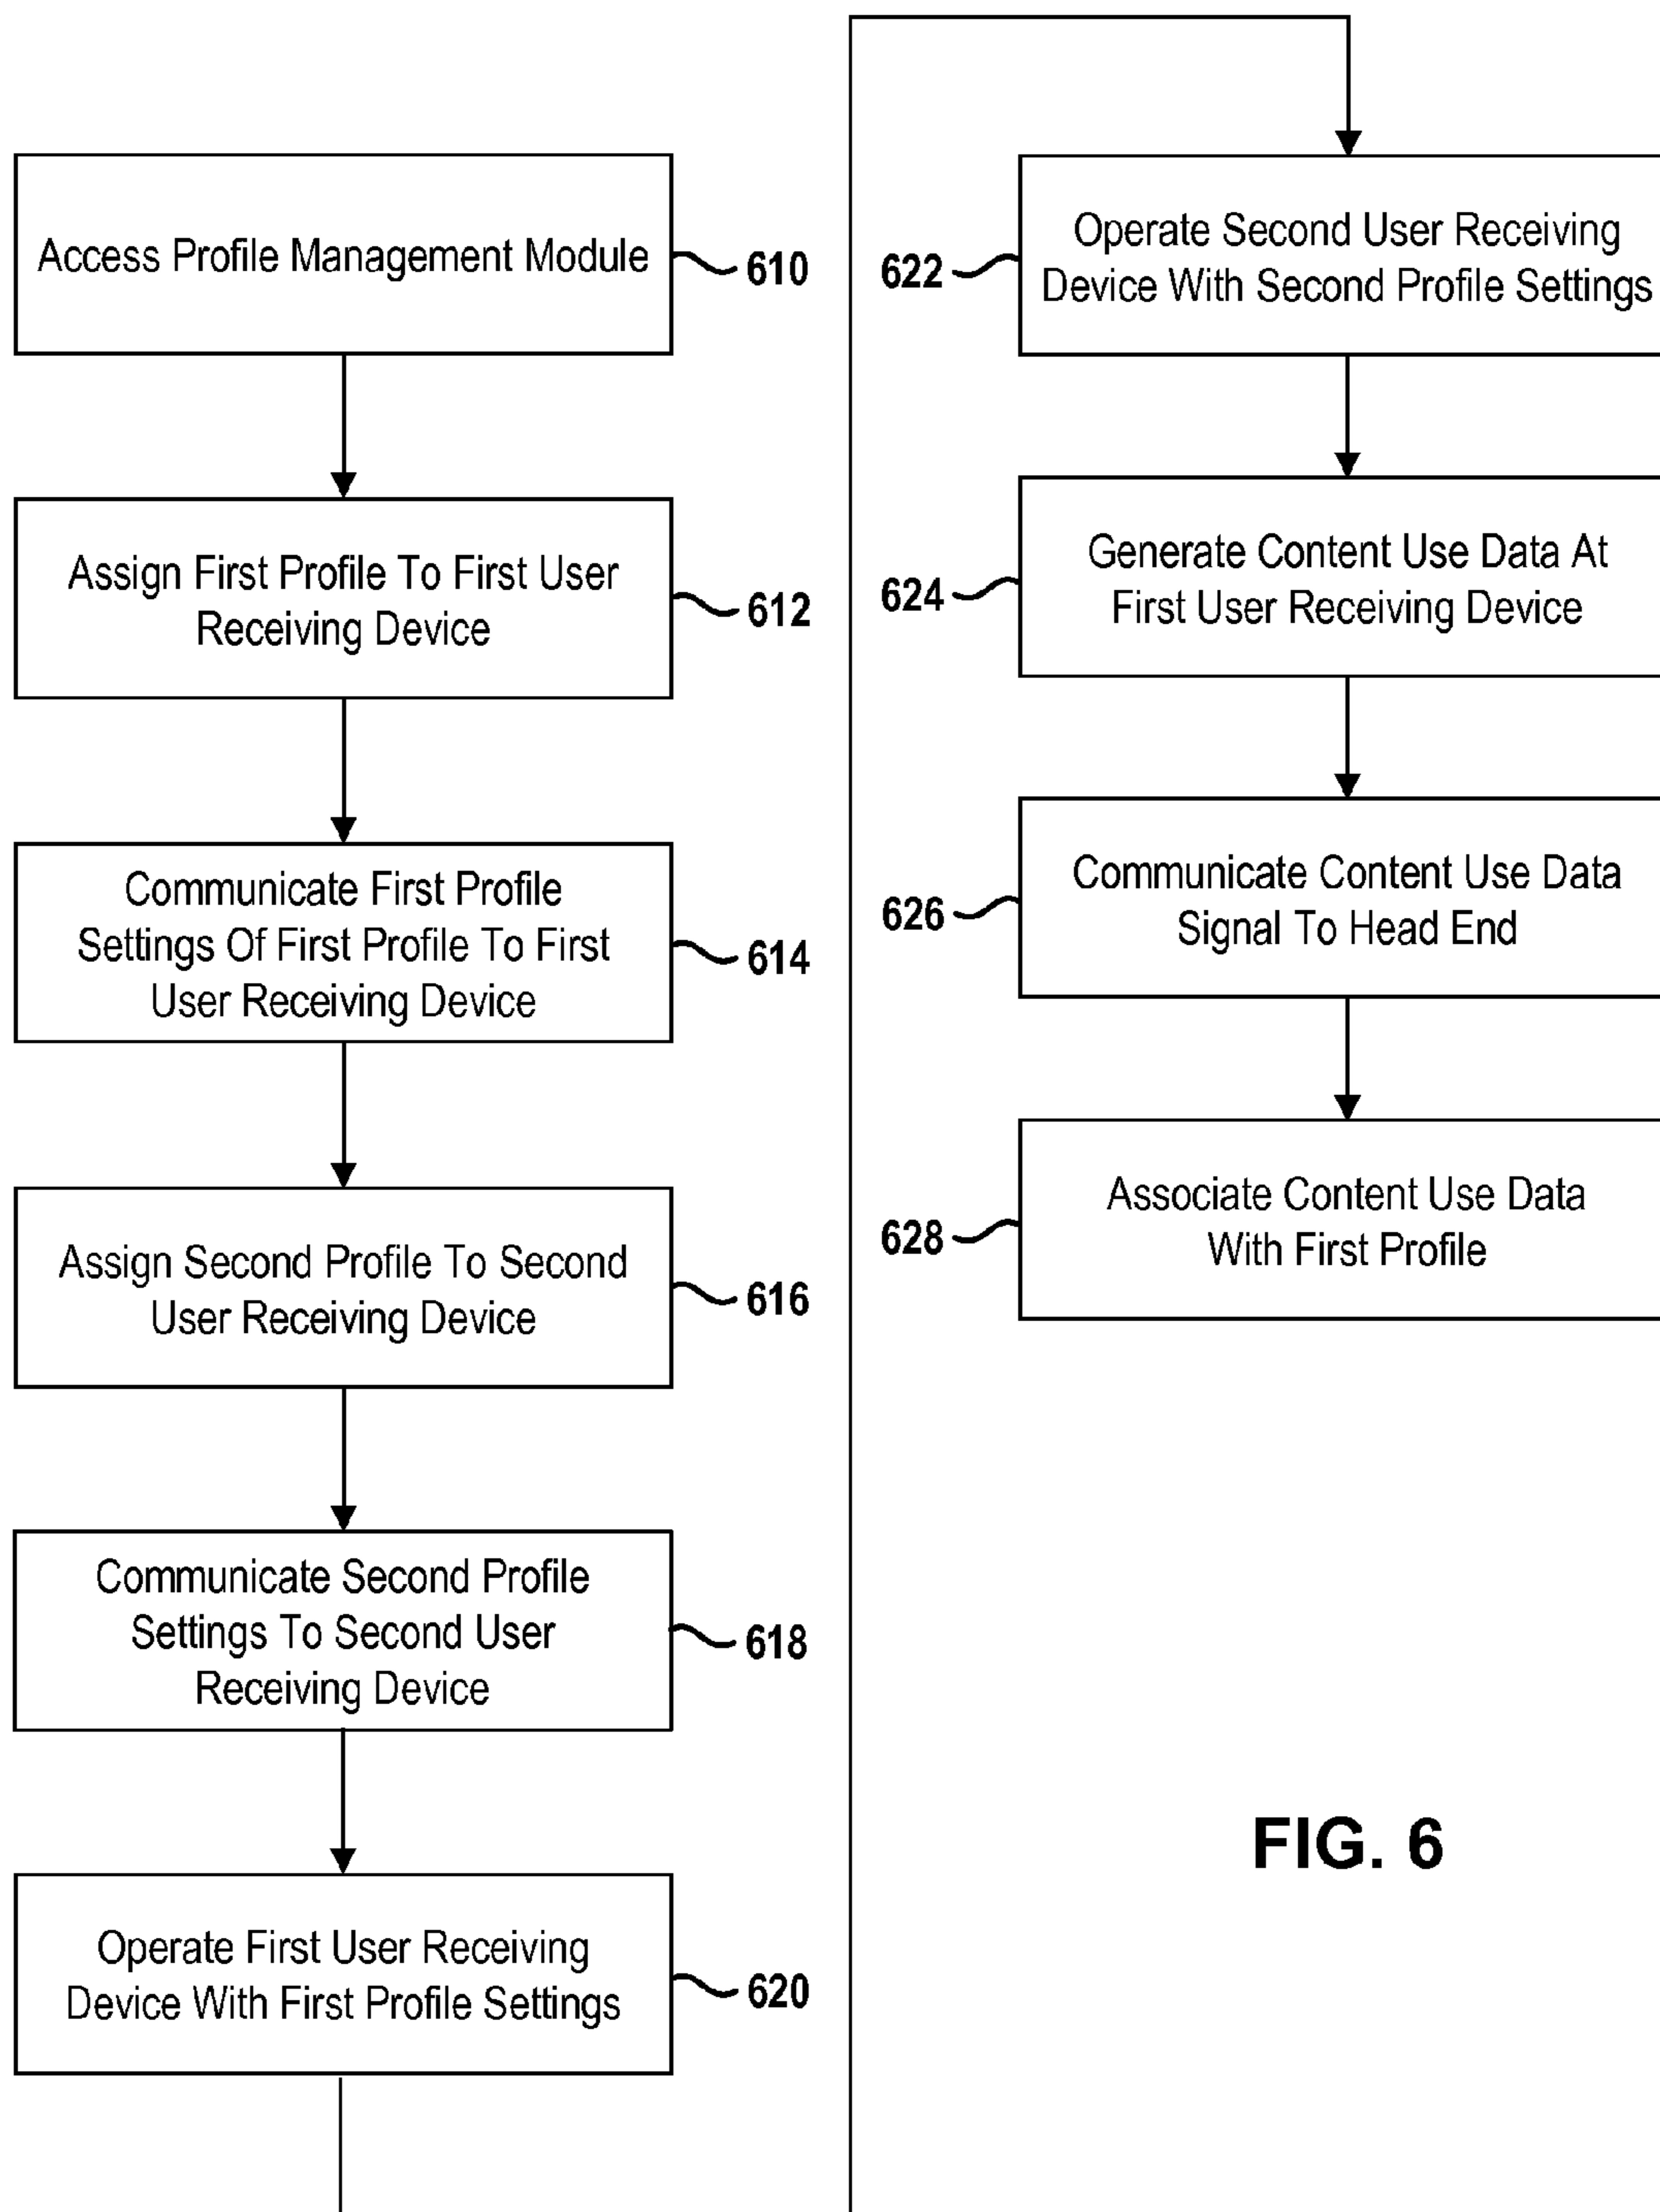 Access Profile Management Module
610
Assign First Profile To First User
Receiving Device
612
Communicate First Profile
Settings Of First Profile To First
User Receiving Device
614
Assign Second Profile To Second
User Receiving Device
616
Communicate Second Profile
Settings To Second User
Receiving Device
618
Operate First User Receiving
Device With First Profile Settings
620
Operate Second User Receiving
Device With Second Profile Settings
622
Generate Content Use Data At
First User Receiving Device
624
Communicate Content Use Data
Signal To Head End
626
Associate Content Use Data
With First Profile
628
FIG. 6